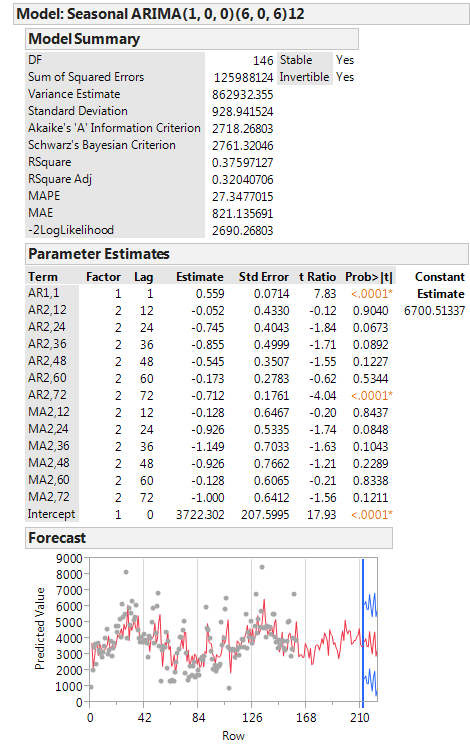 Model: Seasonal ARIMA(1, 0, 0)(6, 0, 6)12
Model Summary
DF 146 Stable Yes
Sum of Squared Errors 125988124 Invertible Yes
Variance Estimate 862932.355
Standard Deviation 928.941524
Akaike's 'A' Information Criterion 2718.26803
Schwarz's Bayesian Criterion 2761.32046
RSquare 0.37597127
RSquare Adj 0.32040706
MAPE 27.3477015
MAE 821.135691
-2LogLikelihood 2690.26803
Parameter Estimates
Term Factor Lag Estimate Std Error t Ratio Prob>|t| Constant Estimate
AR1,1 1 1 0.559 0.0714 7.83 <.0001* 6700.51337
AR2,12 2 12 -0.052 0.4330 -0.12 0.9040
AR2,24 2 24 -0.745 0.4043 -1.84 0.0673
AR2,36 2 36 -0.855 0.4999 -1.71 0.0892
AR2,48 2 48 -0.545 0.3507 -1.55 0.1227
AR2,60 2 60 -0.173 0.2783 -0.62 0.5344
AR2,72 2 72 -0.712 0.1761 -4.04 <.0001*
MA2,12 2 12 -0.128 0.6467 -0.20 0.8437
MA2,24 2 24 -0.926 0.5335 -1.74 0.0848
MA2,36 2 36 -1.149 0.7033 -1.63 0.1043
MA2,48 2 48 -0.926 0.7662 -1.21 0.2289
MA2,60 2 60 -0.128 0.6065 -0.21 0.8338
MA2,72 2 72 -1.000 0.6412 -1.56 0.1211
Intercept 1 0 3722.302 207.5995 17.93 <.0001*
Forecast
Predicted Value
9000
8000
7000
6000
5000
4000
3000
2000
1000
0
0 42 84 126 168 210
Row